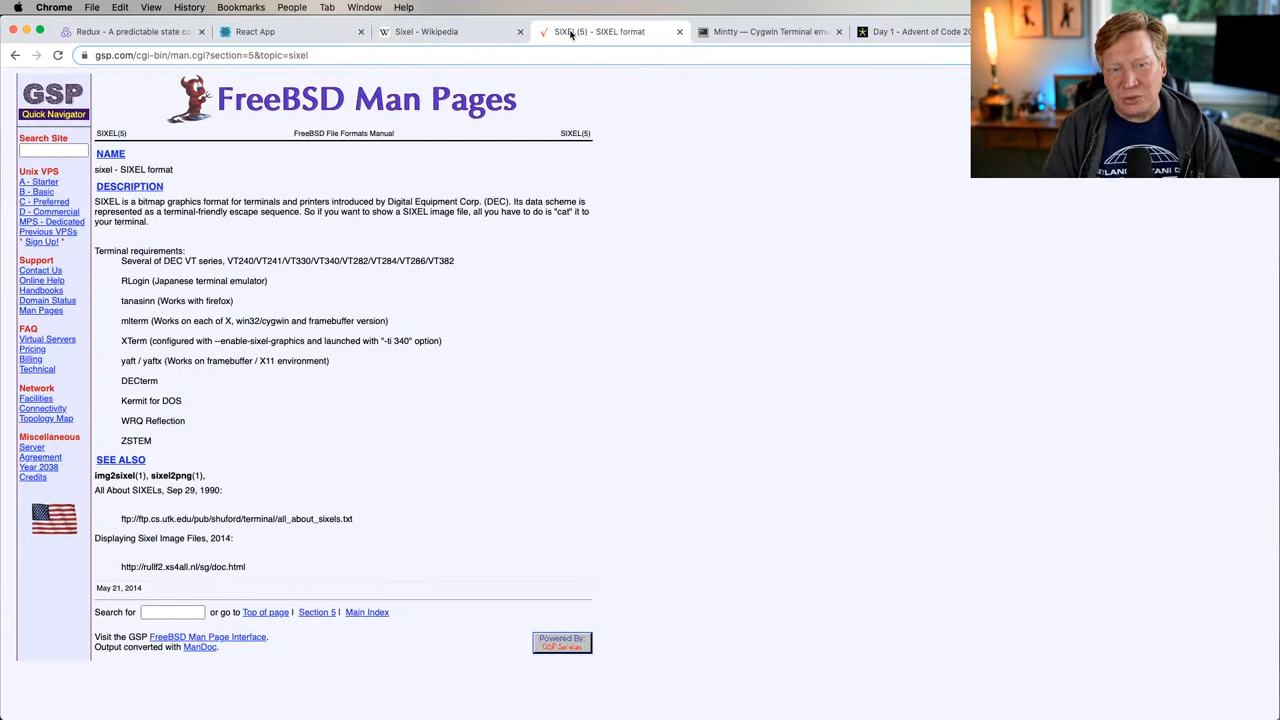 Chrome File Edit View History Bookmarks People Tab Window Help
Redux - A predictable state co
React App
Sixel - Wikipedia
SIXEL(5) - SIXEL format
Mintty — Cygwin Terminal em
Day 1 - Advent of Code 20
gsp.com/cgi-bin/man.cgi?section=5&topic=sixel
GSP
Quick Navigator
Search Site
Unix VPS
A - Starter
B - Basic
C - Preferred
D - Commercial
MPS - Dedicated
Previous VPSs
* Sign Up! *
Support
Contact Us
Online Help
Handbooks
Domain Status
Man Pages
FAQ
Virtual Servers
Pricing
Billing
Technical
Network
Facilities
Connectivity
Topology Map
Miscellaneous
Server
Agreement
Year 2038
Credits
FreeBSD Man Pages
SIXEL(5) FreeBSD File Formats Manual SIXEL(5)
NAME
sixel - SIXEL format
DESCRIPTION
SIXEL is a bitmap graphics format for terminals and printers introduced by Digital Equipment Corp. (DEC). Its data scheme is
represented as a terminal-friendly escape sequence. So if you want to show a SIXEL image file, all you have to do is "cat" it to
your terminal.
Terminal requirements:
Several of DEC VT series, VT240/VT241/VT330/VT340/VT282/VT284/VT286/VT382
RLogin (Japanese terminal emulator)
tanasinn (Works with firefox)
mlterm (Works on each of X, win32/cygwin and framebuffer version)
XTerm (configured with --enable-sixel-graphics and launched with "-ti 340" option)
yaft / yaftx (Works on framebuffer / X11 environment)
DECterm
Kermit for DOS
WRQ Reflection
ZSTEM
SEE ALSO
img2sixel(1), sixel2png(1),
All About SIXELs, Sep 29, 1990:
ftp://ftp.cs.utk.edu/pub/shuford/terminal/all_about_sixels.txt
Displaying Sixel Image Files, 2014:
http://rullf2.xs4all.nl/sg/doc.html
May 21, 2014
Search for or go to Top of page | Section 5 | Main Index
Visit the GSP FreeBSD Man Page Interface.
Output converted with ManDoc.
Powered By:
GSP Services